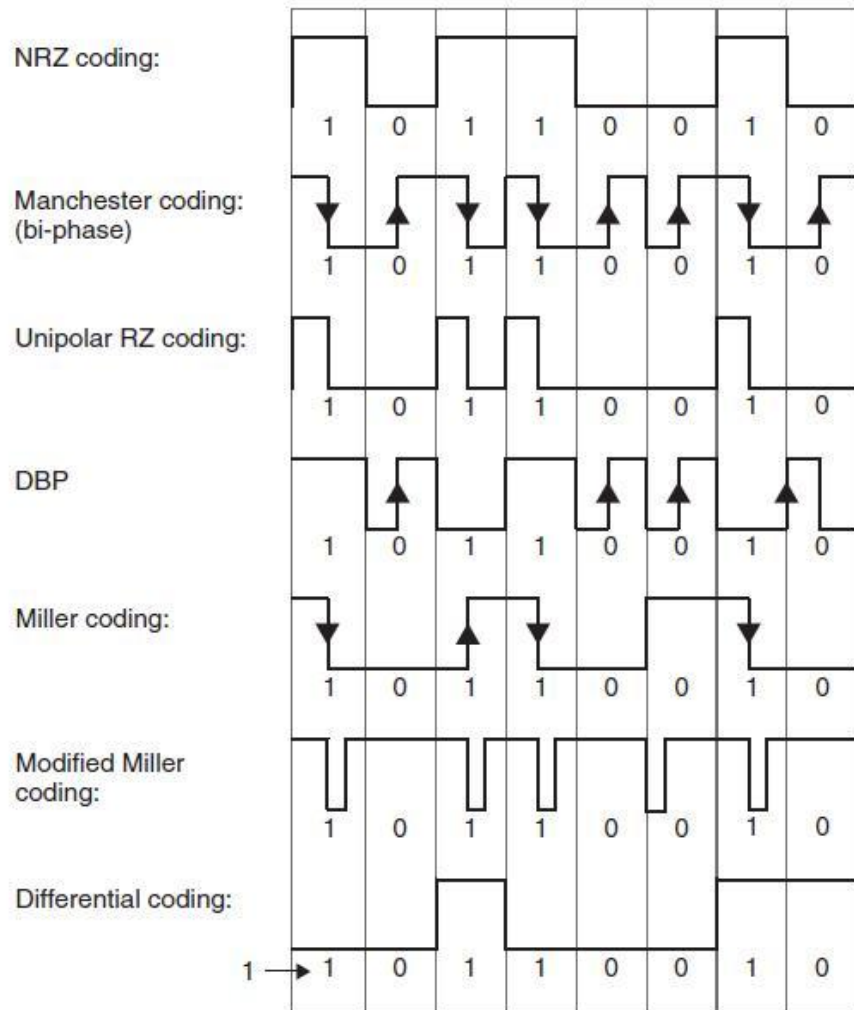 NRZ coding:
1 0 1 1 0 0 1 0
Manchester coding:
(bi-phase)
1 0 1 1 0 0 1 0
Unipolar RZ coding:
1 0 1 1 0 0 1 0
DBP
1 0 1 1 0 0 1 0
Miller coding:
1 0 1 1 0 0 1 0
Modified Miller
coding:
1 0 1 1 0 0 1 0
Differential coding:
1 1 0 1 1 0 0 1 0